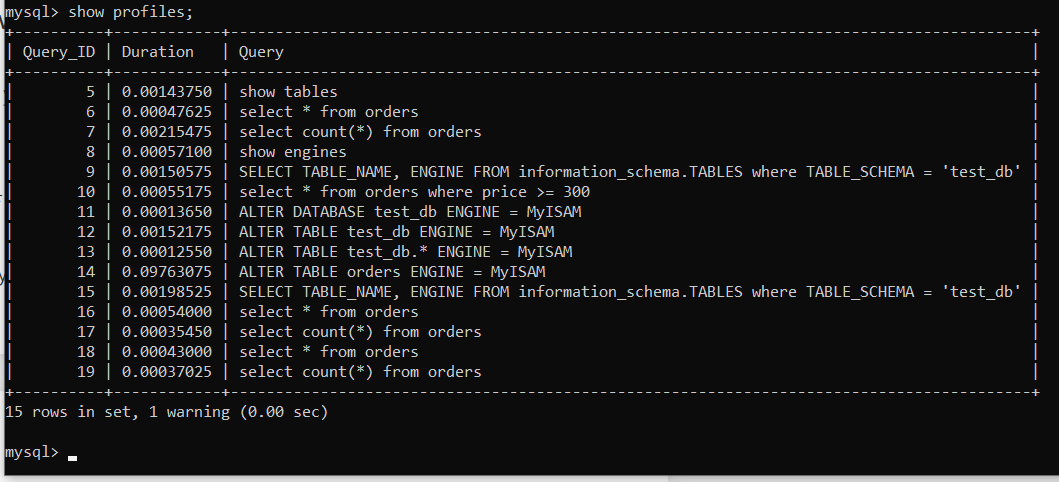 mysql> show profiles;
+----------+------------+----------------------------------------------------------------------------------------+
| Query_ID | Duration   | Query                                                                                  |
+----------+------------+----------------------------------------------------------------------------------------+
|        5 | 0.00143750 | show tables                                                                            |
|        6 | 0.00047625 | select * from orders                                                                   |
|        7 | 0.00215475 | select count(*) from orders                                                            |
|        8 | 0.00057100 | show engines                                                                           |
|        9 | 0.00150575 | SELECT TABLE_NAME, ENGINE FROM information_schema.TABLES where TABLE_SCHEMA = 'test_db' |
|       10 | 0.00055175 | select * from orders where price >= 300                                                |
|       11 | 0.00013650 | ALTER DATABASE test_db ENGINE = MyISAM                                                 |
|       12 | 0.00152175 | ALTER TABLE test_db ENGINE = MyISAM                                                    |
|       13 | 0.00012550 | ALTER TABLE test_db.* ENGINE = MyISAM                                                  |
|       14 | 0.09763075 | ALTER TABLE orders ENGINE = MyISAM                                                     |
|       15 | 0.00198525 | SELECT TABLE_NAME, ENGINE FROM information_schema.TABLES where TABLE_SCHEMA = 'test_db' |
|       16 | 0.00054000 | select * from orders                                                                   |
|       17 | 0.00035450 | select count(*) from orders                                                            |
|       18 | 0.00043000 | select * from orders                                                                   |
|       19 | 0.00037025 | select count(*) from orders                                                            |
+----------+------------+----------------------------------------------------------------------------------------+
15 rows in set, 1 warning (0.00 sec)
mysql> _